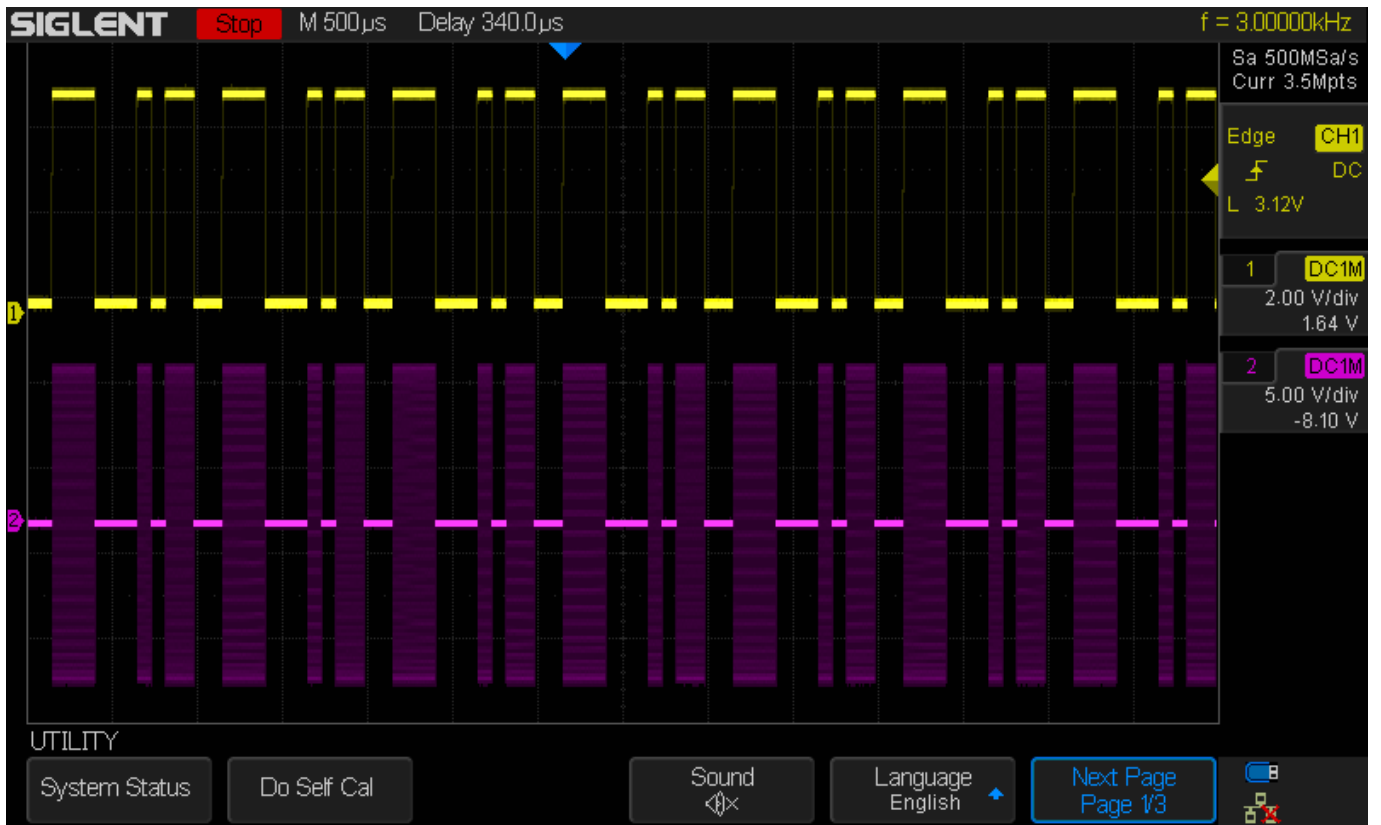 SIGLENT Stop M 500µs Delay 340.0µs f = 3.00000kHz
Sa 500MSa/s
Curr 3.5Mpts
Edge CH1
DC
L 3.12V
1 DC1M
2.00 V/div
1.64 V
2 DC1M
5.00 V/div
-8.10 V
1
2
UTILITY
System Status Do Self Cal Sound Language English Next Page Page 1/3